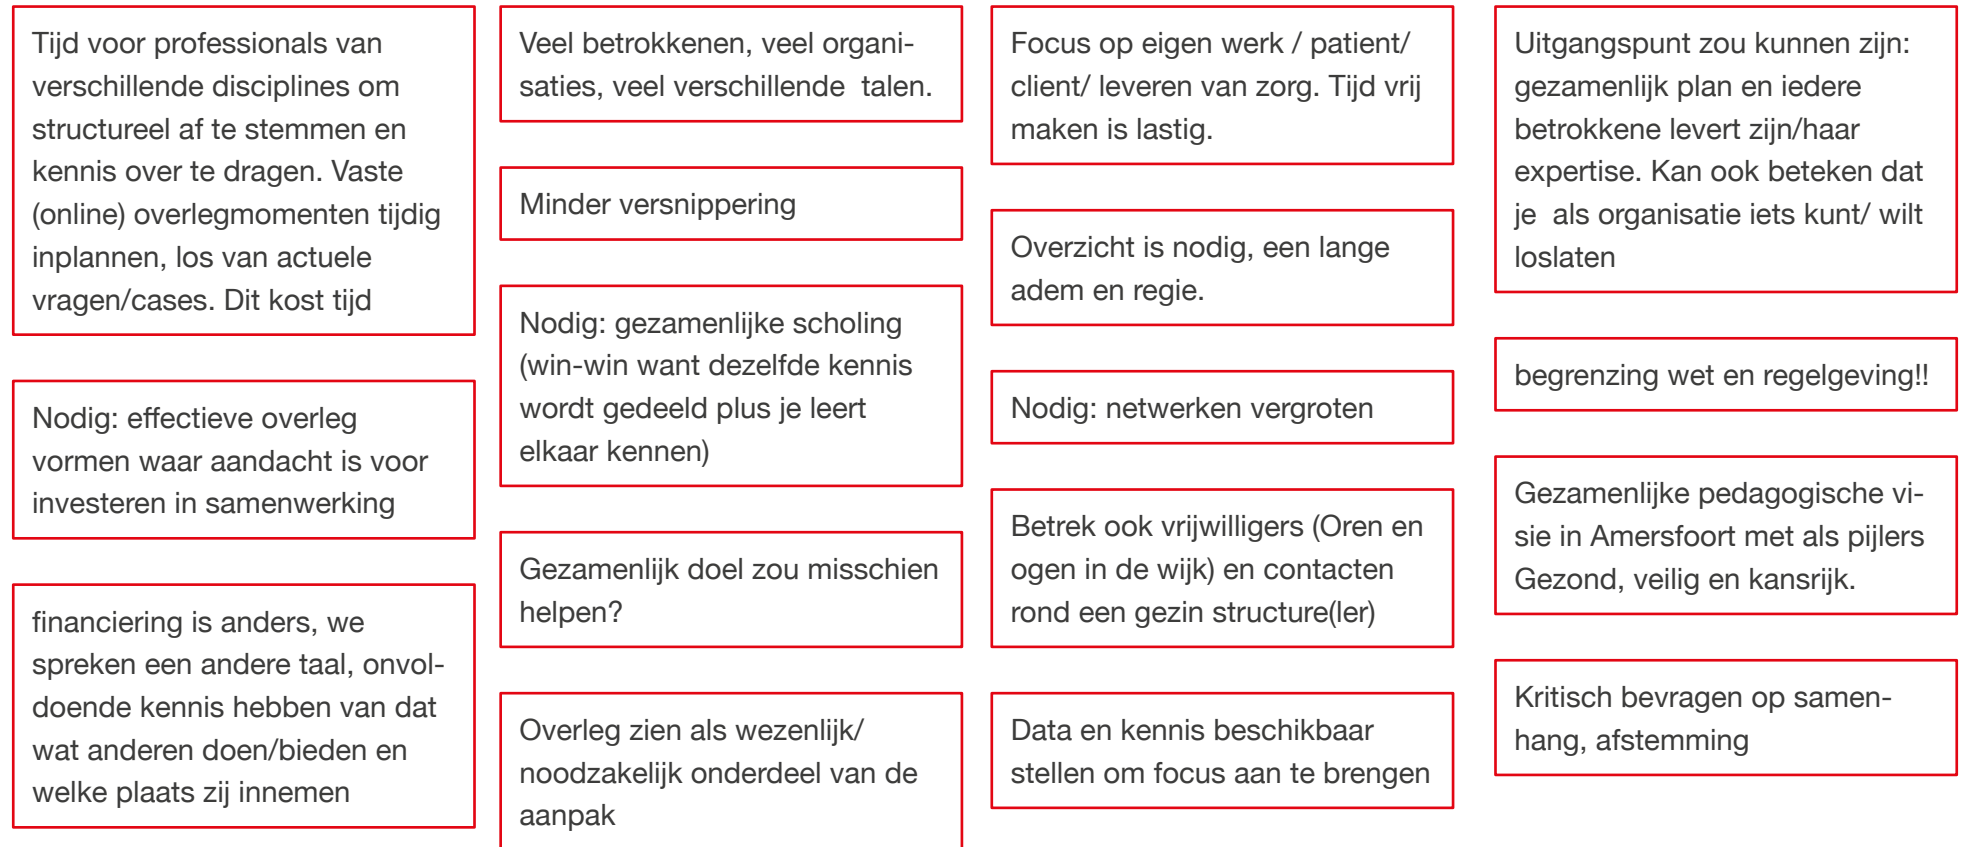 Tijd voor professionals van
verschillende disciplines om
structureel af te stemmen en
kennis over te dragen. Vaste
(online) overlegmomenten tijdig
inplannen, los van actuele
vragen/cases. Dit kost tijd
Nodig: effectieve overleg
vormen waar aandacht is voor
investeren in samenwerking
financiering is anders, we
spreken een andere taal, onvol-
doende kennis hebben van dat
wat anderen doen/bieden en
welke plaats zij innemen
Veel betrokkenen, veel organi-
saties, veel verschillende  talen.
Minder versnippering
Nodig: gezamenlijke scholing
(win-win want dezelfde kennis
wordt gedeeld plus je leert
elkaar kennen)
Gezamenlijk doel zou misschien
helpen?
Overleg zien als wezenlijk/
noodzakelijk onderdeel van de
aanpak
Focus op eigen werk / patient/
client/ leveren van zorg. Tijd vrij
maken is lastig.
Overzicht is nodig, een lange
adem en regie.
Nodig: netwerken vergroten
Betrek ook vrijwilligers (Oren en
ogen in de wijk) en contacten
rond een gezin structure(ler)
Data en kennis beschikbaar
stellen om focus aan te brengen
Uitgangspunt zou kunnen zijn:
gezamenlijk plan en iedere
betrokkene levert zijn/haar
expertise. Kan ook beteken dat
je  als organisatie iets kunt/ wilt
loslaten
begrenzing wet en regelgeving!!
Gezamenlijke pedagogische vi-
sie in Amersfoort met als pijlers
Gezond, veilig en kansrijk.
Kritisch bevragen op samen-
hang, afstemming